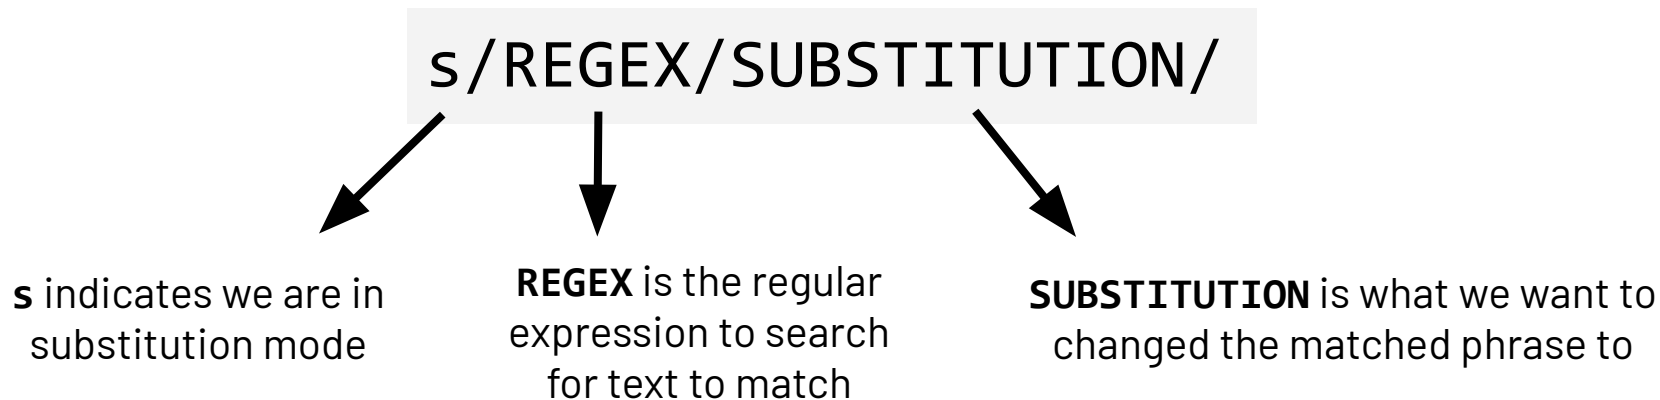 s/REGEX/SUBSTITUTION/
s indicates we are in
substitution mode
REGEX is the regular
expression to search
for text to match
SUBSTITUTION is what we want to
changed the matched phrase to